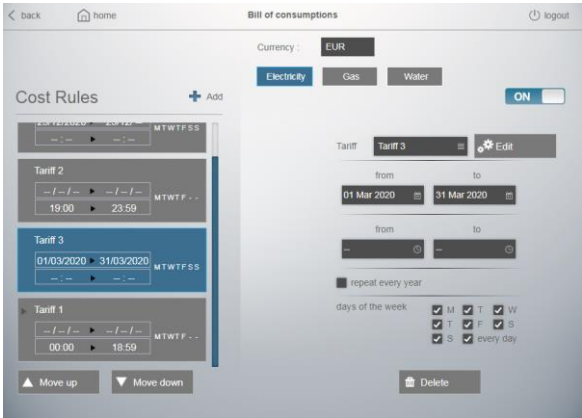 back home Bill of consumptions logout
Currency : EUR
Electricity Gas Water
Cost Rules Add
ON
--:-- --:-- MTWTFSS
Tariff 2
--/--/-- --/--/--
19:00 23:59 MTWTF--
Tariff 3
01/03/2020 31/03/2020
--:-- --:-- MTWTFSS
Tariff 1
--/--/-- --/--/--
00:00 18:59 MTWTF--
Move up Move down
Tariff Tariff 3 Edit
from to
01 Mar 2020 31 Mar 2020
from to
-- --
repeat every year
days of the week M T W
T F S
S every day
Delete